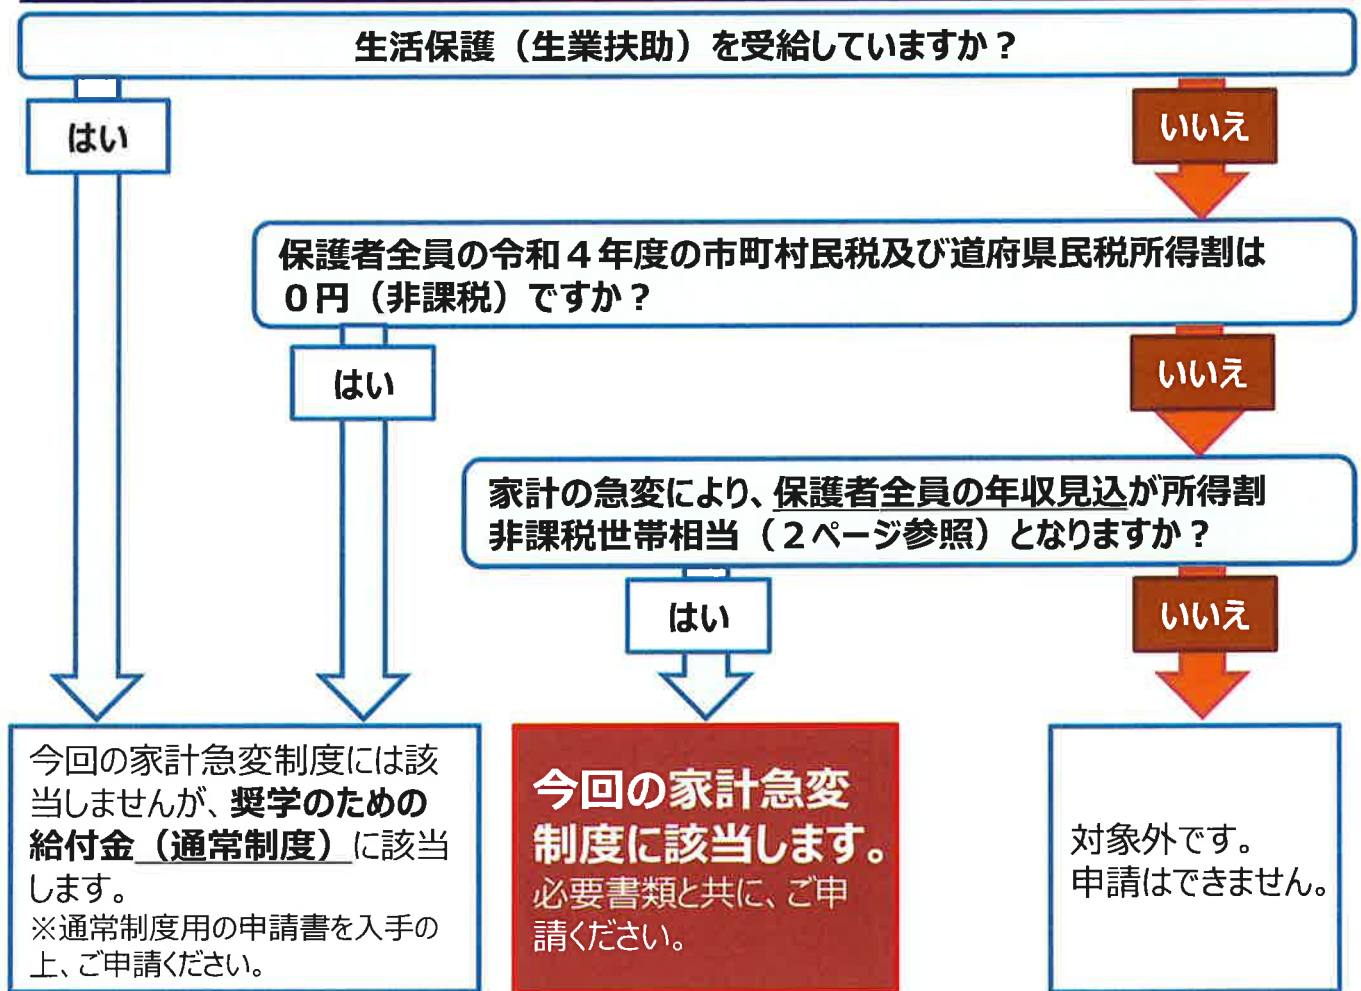 生活保護（生業扶助）を受給していますか？
はい
いいえ
保護者全員の令和４年度の市町村民税及び道府県民税所得割は
０円（非課税）ですか？
はい
いいえ
家計の急変により、保護者全員の年収見込が所得割
非課税世帯相当（２ページ参照）となりますか？
はい
いいえ
今回の家計急変制度には該
当しませんが、奨学のための
給付金（通常制度）に該当
します。
※通常制度用の申請書を入手の
上、ご申請ください。
今回の家計急変
制度に該当します。
必要書類と共に、ご申
請ください。
対象外です。
申請はできません。